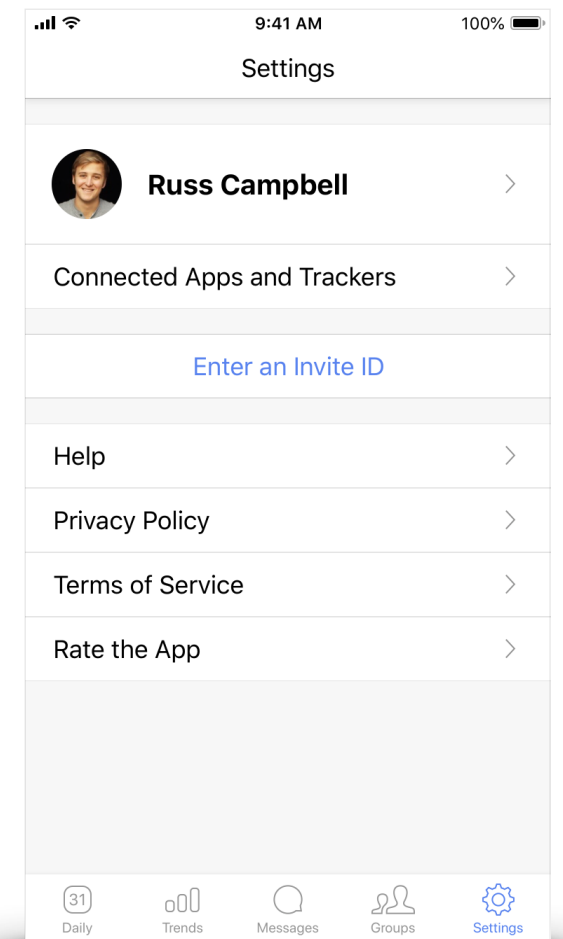 9:41 AM 100%
Settings
Russ Campbell
Connected Apps and Trackers
Enter an Invite ID
Help
Privacy Policy
Terms of Service
Rate the App
31
Daily Trends Messages Groups Settings